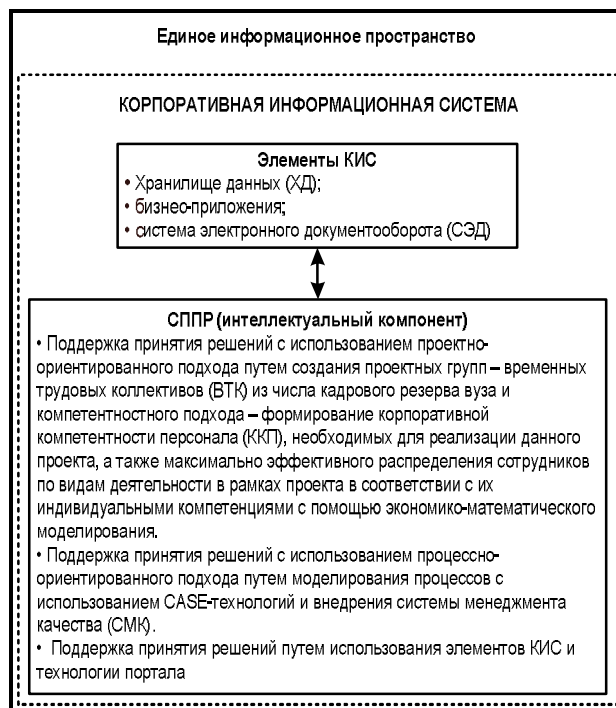 Единое информационное пространство
КОРПОРАТИВНАЯ ИНФОРМАЦИОННАЯ СИСТЕМА
Элементы КИС
• Хранилище данных (ХД);
• бизнео-приложения;
• система электронного документооборота (СЭД)
СППР (интеллектуальный компонент)
• Поддержка принятия решений с использованием проектно-
ориентированного подхода путем создания проектных групп – временных
трудовых коллективов (ВТК) из числа кадрового резерва вуза и
компетентностного подхода – формирование корпоративной
компетентности персонала (ККП), необходимых для реализации данного
проекта, а также максимально эффективного распределения сотрудников
по видам деятельности в рамках проекта в соответствии с их
индивидуальными компетенциями с помощью экономико-математического
моделирования.
• Поддержка принятия решений с использованием процессно-
ориентированного подхода путем моделирования процессов с
использованием CASE-технологий и внедрения системы менеджмента
качества (СМК).
• Поддержка принятия решений путем использования элементов КИС и
технологии портала